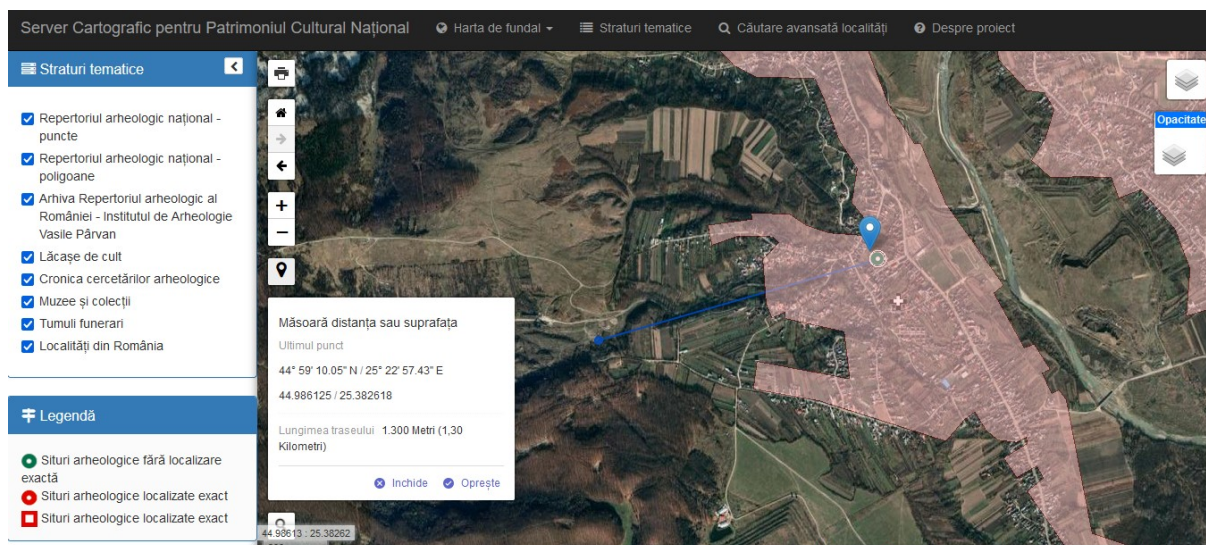 Server Cartografic pentru Patrimoniul Cultural Național
Harta de fundal
Straturi tematice
Căutare avansată localități
Despre proiect
Straturi tematice
Repertoriul arheologic național -
puncte
Repertoriul arheologic național -
poligoane
Arhiva Repertoriul arheologic al
României - Institutul de Arheologie
Vasile Pârvan
Lăcașe de cult
Cronica cercetărilor arheologice
Muzee și colecții
Tumuli funerari
Localități din România
Legendă
Situri arheologice fără localizare
exactă
Situri arheologice localizate exact
Situri arheologice localizate exact
Măsoară distanța sau suprafața
Ultimul punct
44° 59' 10.05" N / 25° 22' 57.43" E
44.986125 / 25.382618
Lungimea traseului 1.300 Metri (1,30
Kilometri)
Inchide
Oprește
44.98613 : 25.38262
Opacitate